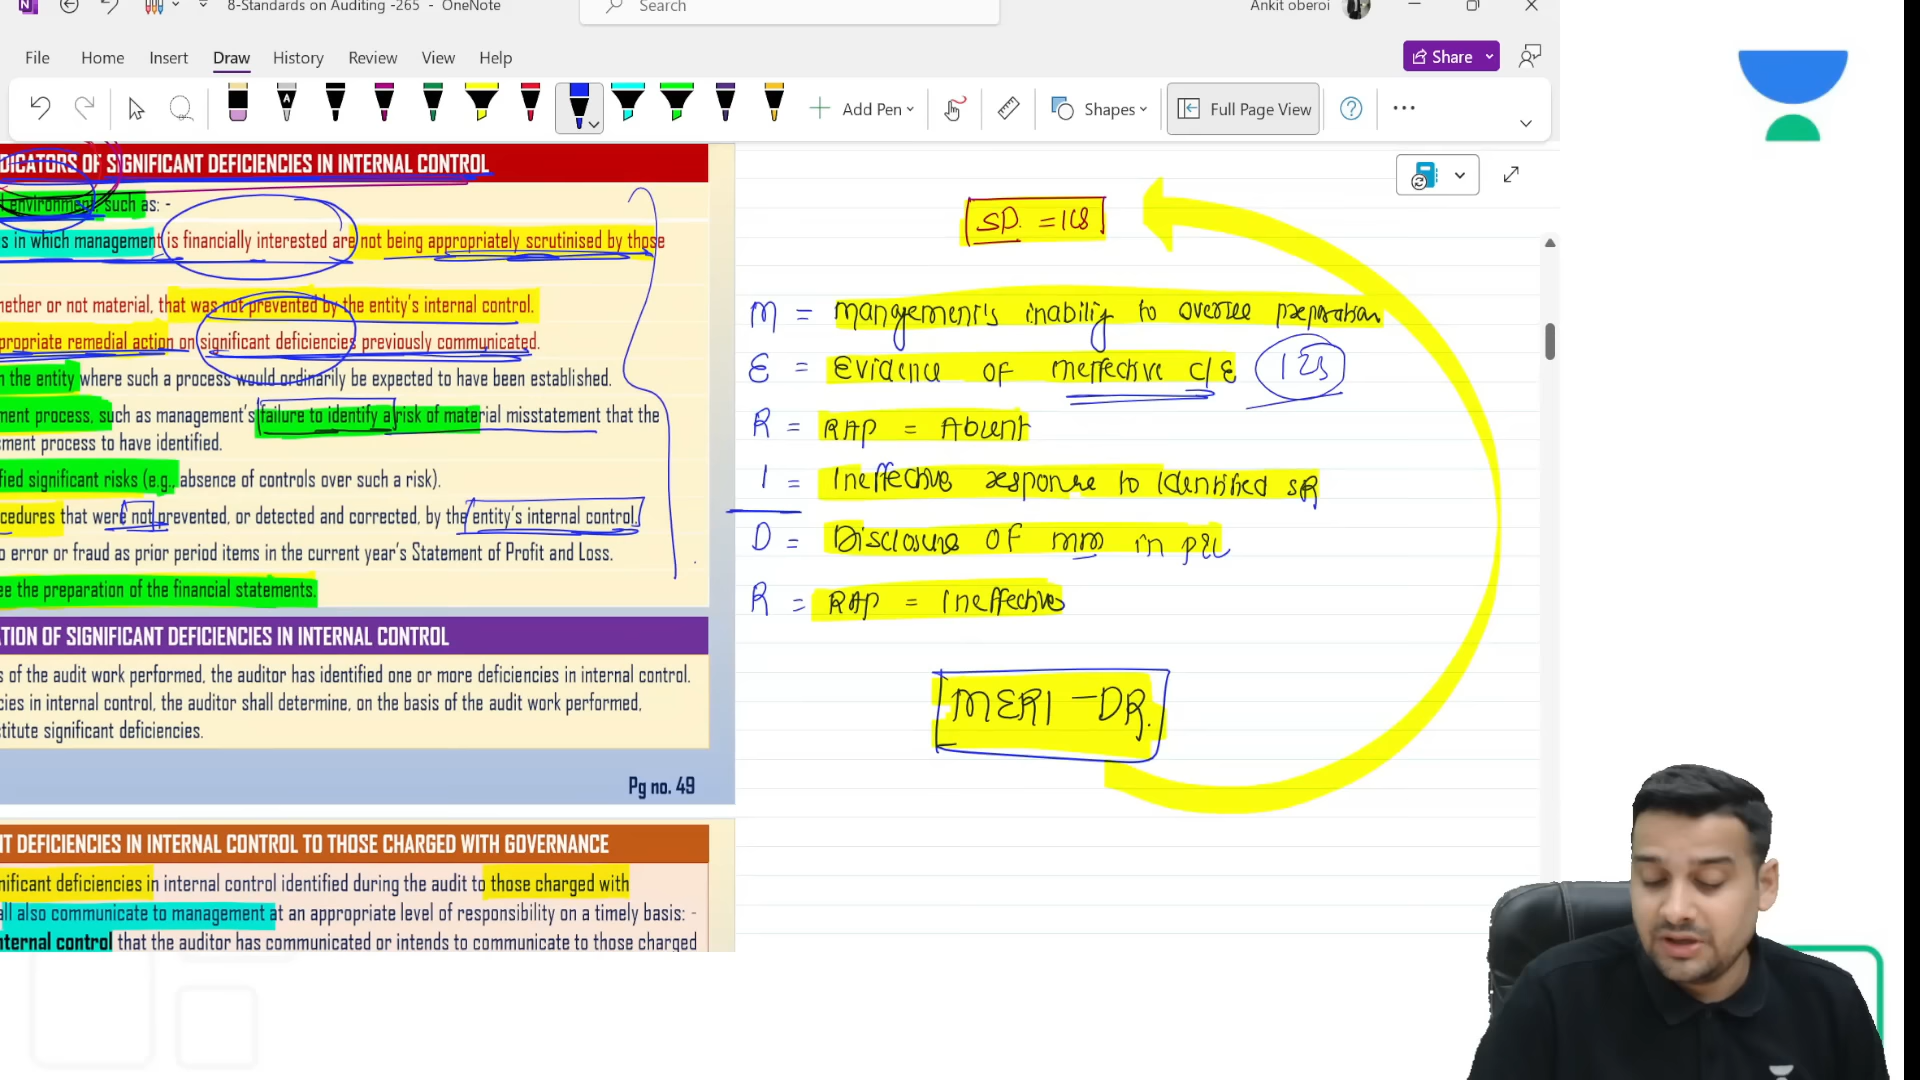 8-Standards on Auditing -265 - OneNote
Search
Ankit oberoi
File Home Insert Draw History Review View Help
Share
Add Pen
Shapes
Full Page View
DICATORS OF SIGNIFICANT DEFICIENCIES IN INTERNAL CONTROL
environment, such as: -
s in which management is financially interested are not being appropriately scrutinised by those
hether or not material, that was not prevented by the entity's internal control.
propriate remedial action on significant deficiencies previously communicated.
n the entity where such a process would ordinarily be expected to have been established.
ment process, such as management's failure to identify a risk of material misstatement that the
sment process to have identified.
fied significant risks (e.g., absence of controls over such a risk).
cedures that were not prevented, or detected and corrected, by the entity's internal control.
o error or fraud as prior period items in the current year's Statement of Profit and Loss.
ee the preparation of the financial statements.
TION OF SIGNIFICANT DEFICIENCIES IN INTERNAL CONTROL
s of the audit work performed, the auditor has identified one or more deficiencies in internal control.
cies in internal control, the auditor shall determine, on the basis of the audit work performed,
stitute significant deficiencies.
Pg no. 49
IT DEFICIENCIES IN INTERNAL CONTROL TO THOSE CHARGED WITH GOVERNANCE
nificant deficiencies in internal control identified during the audit to those charged with
all also communicate to management at an appropriate level of responsibility on a timely basis: -
nternal control that the auditor has communicated or intends to communicate to those charged
SD. =
M = Mangement's inability to oversee preparation
E = Evidence of ineffective C/E
R = RAP = Absent
I = Ineffective response to Identified SR
D = Disclosure OF mm in P&L
R = RAP = Ineffective
MERI - DR.